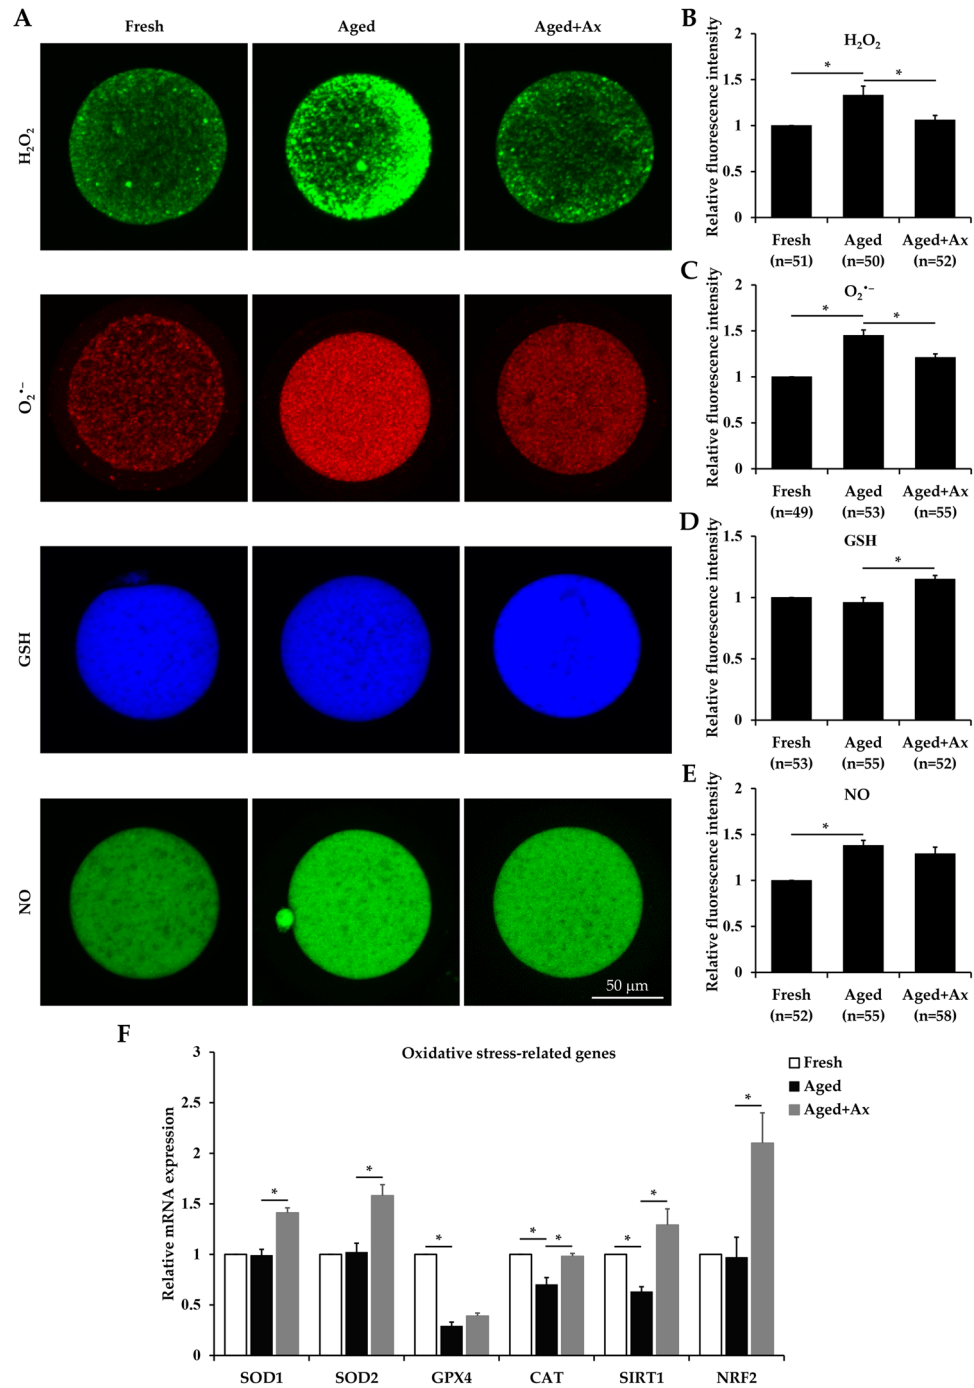 A
Fresh
Aged
Aged+Ax
H₂O₂
O₂•−
GSH
NO
50 μm
B
H₂O₂
Relative fluorescence intensity
2
1.5
1
0.5
0
*
*
Fresh Aged Aged+Ax
(n=51) (n=50) (n=52)
C
O₂•−
Relative fluorescence intensity
2
1.5
1
0.5
0
*
*
Fresh Aged Aged+Ax
(n=49) (n=53) (n=55)
D
GSH
Relative fluorescence intensity
1.5
1
0.5
0
*
Fresh Aged Aged+Ax
(n=53) (n=55) (n=52)
E
NO
Relative fluorescence intensity
2
1.5
1
0.5
0
*
Fresh Aged Aged+Ax
(n=52) (n=55) (n=58)
F
Oxidative stress-related genes
Fresh
Aged
Aged+Ax
Relative mRNA expression
3
2.5
2
1.5
1
0.5
0
*
*
*
*
*
*
*
*
SOD1 SOD2 GPX4 CAT SIRT1 NRF2